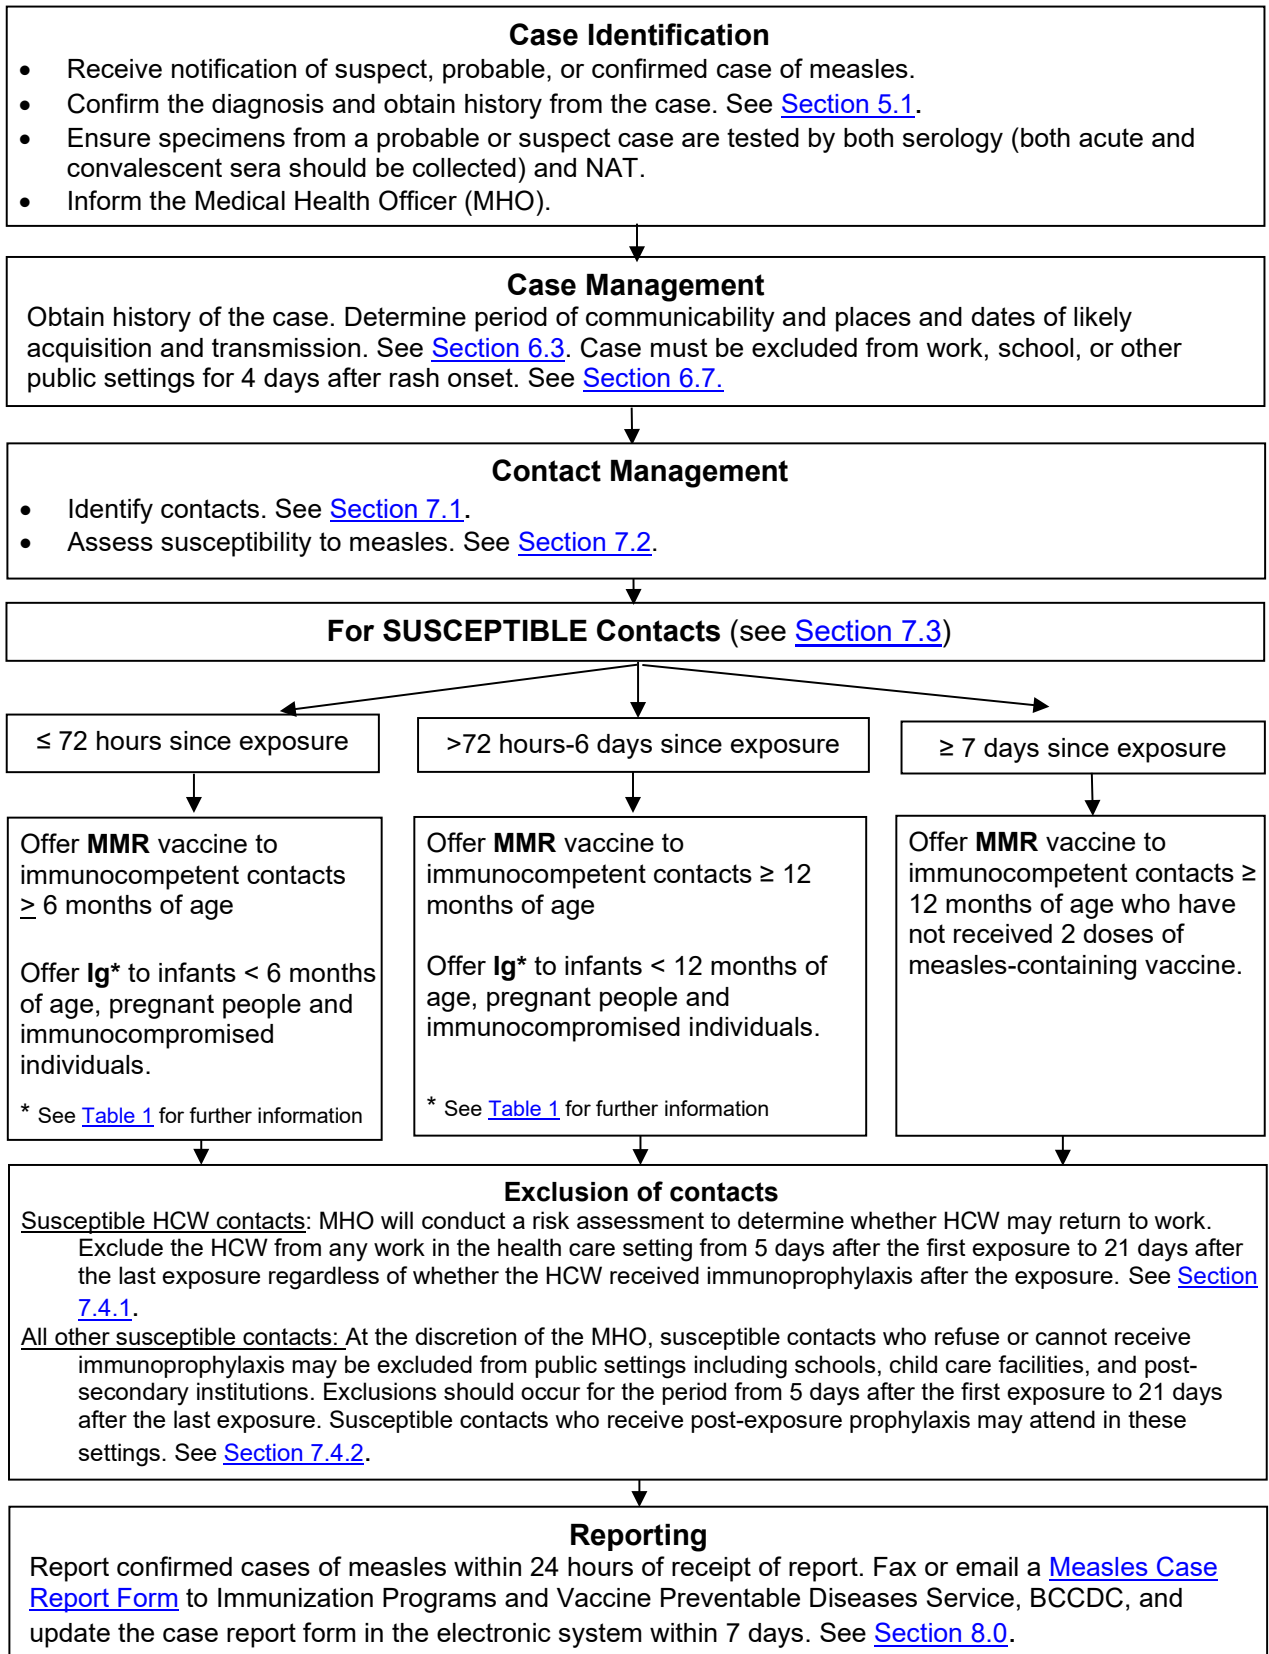 Case Identification
• Receive notification of suspect, probable, or confirmed case of measles.
• Confirm the diagnosis and obtain history from the case. See Section 5.1.
• Ensure specimens from a probable or suspect case are tested by both serology (both acute and
convalescent sera should be collected) and NAT.
• Inform the Medical Health Officer (MHO).
Case Management
Obtain history of the case. Determine period of communicability and places and dates of likely
acquisition and transmission. See Section 6.3. Case must be excluded from work, school, or other
public settings for 4 days after rash onset. See Section 6.7.
Contact Management
• Identify contacts. See Section 7.1.
• Assess susceptibility to measles. See Section 7.2.
For SUSCEPTIBLE Contacts (see Section 7.3)
≤ 72 hours since exposure
>72 hours-6 days since exposure
≥ 7 days since exposure
Offer MMR vaccine to
immunocompetent contacts
≥ 6 months of age
Offer Ig* to infants < 6 months
of age, pregnant people and
immunocompromised
individuals.
* See Table 1 for further information
Offer MMR vaccine to
immunocompetent contacts ≥ 12
months of age
Offer Ig* to infants < 12 months of
age, pregnant people and
immunocompromised individuals.
* See Table 1 for further information
Offer MMR vaccine to
immunocompetent contacts ≥
12 months of age who have
not received 2 doses of
measles-containing vaccine.
Exclusion of contacts
Susceptible HCW contacts: MHO will conduct a risk assessment to determine whether HCW may return to work.
Exclude the HCW from any work in the health care setting from 5 days after the first exposure to 21 days after
the last exposure regardless of whether the HCW received immunoprophylaxis after the exposure. See Section
7.4.1.
All other susceptible contacts: At the discretion of the MHO, susceptible contacts who refuse or cannot receive
immunoprophylaxis may be excluded from public settings including schools, child care facilities, and post-
secondary institutions. Exclusions should occur for the period from 5 days after the first exposure to 21 days
after the last exposure. Susceptible contacts who receive post-exposure prophylaxis may attend in these
settings. See Section 7.4.2.
Reporting
Report confirmed cases of measles within 24 hours of receipt of report. Fax or email a Measles Case
Report Form to Immunization Programs and Vaccine Preventable Diseases Service, BCCDC, and
update the case report form in the electronic system within 7 days. See Section 8.0.